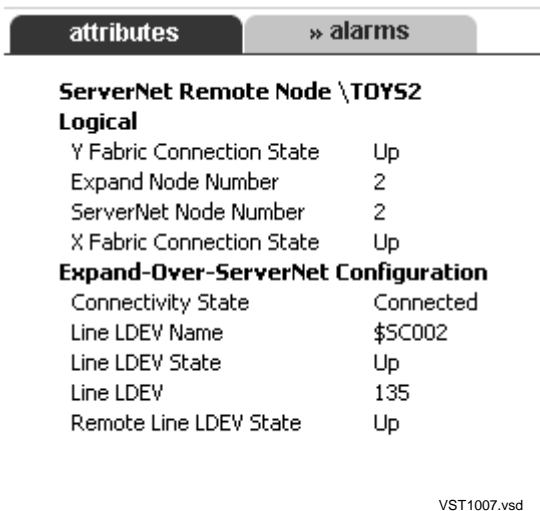 attributes » alarms
ServerNet Remote Node \TOYS2
Logical
Y Fabric Connection State Up
Expand Node Number 2
ServerNet Node Number 2
X Fabric Connection State Up
Expand-Over-ServerNet Configuration
Connectivity State Connected
Line LDEV Name $SC002
Line LDEV State Up
Line LDEV 135
Remote Line LDEV State Up
VST1007.vsd